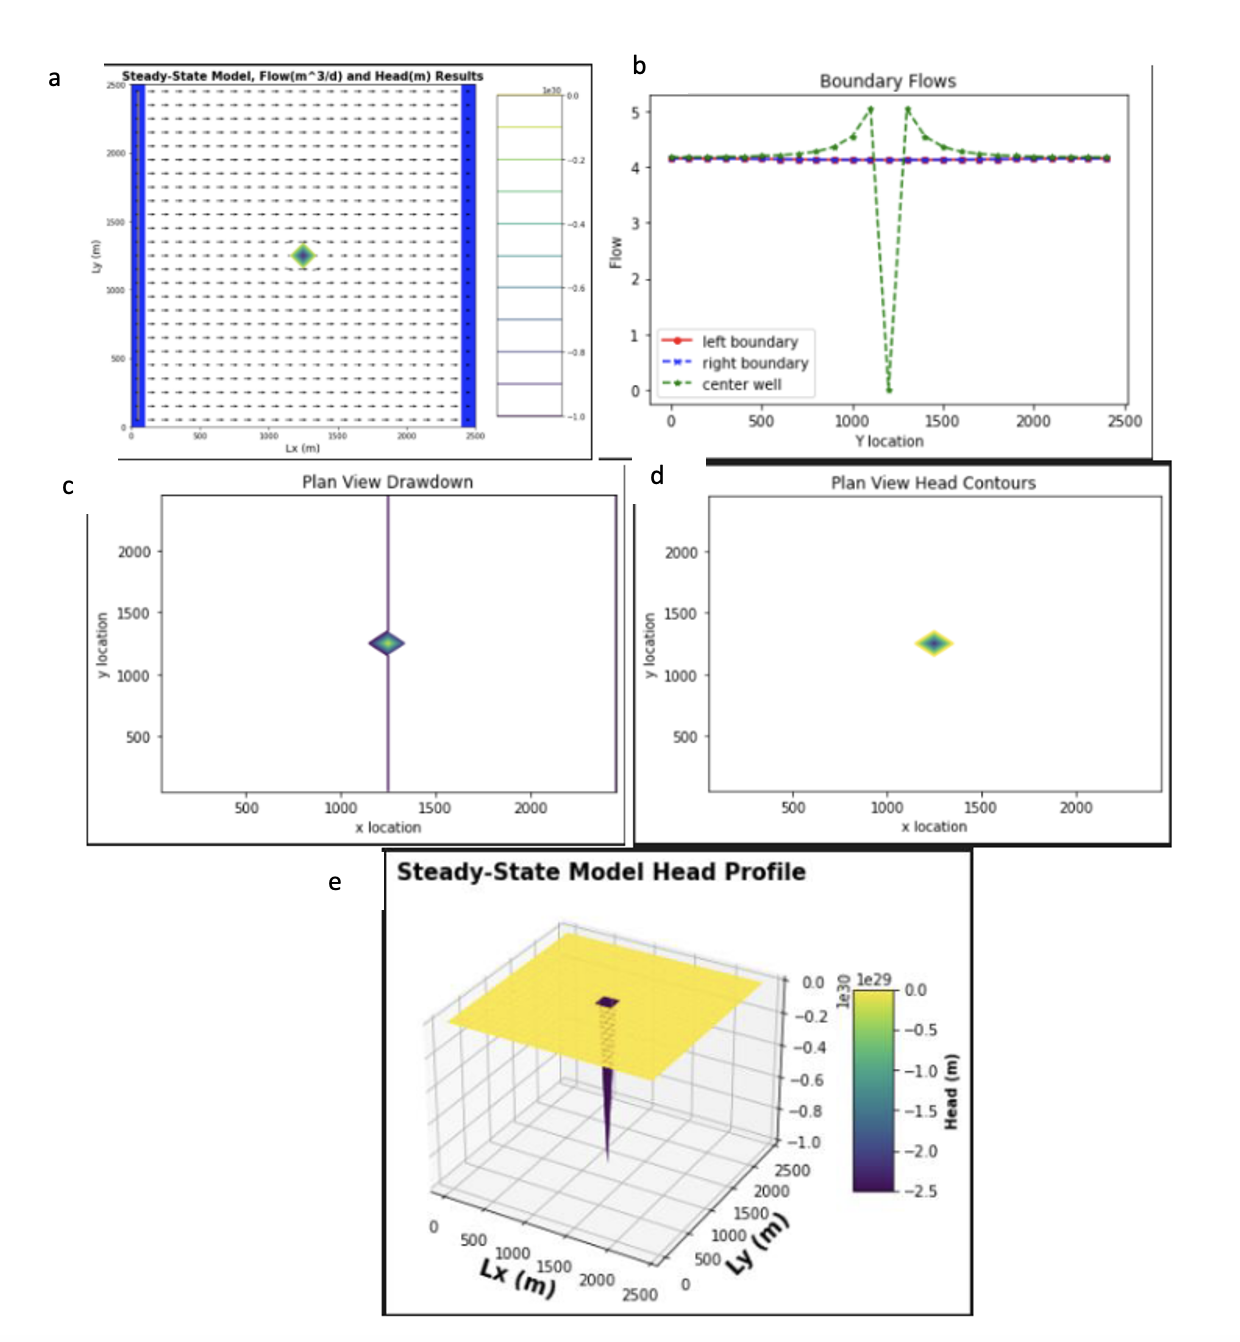 a
Steady-State Model, Flow(m^3/d) and Head(m) Results
2500
2000
1500
1000
500
0
Ly (m)
0 500 1000 1500 2000 2500
Lx (m)
1e30
0.0
−0.2
−0.4
−0.6
−0.8
−1.0
b
Boundary Flows
5
4
3
2
1
0
Flow
left boundary
right boundary
center well
0 500 1000 1500 2000 2500
Y location
c
Plan View Drawdown
2000
1500
1000
500
y location
500 1000 1500 2000
x location
d
Plan View Head Contours
2000
1500
1000
500
y location
500 1000 1500 2000
x location
e
Steady-State Model Head Profile
0.0
−0.2
−0.4
−0.6
−0.8
−1.0
1e30
2500
2000
1500
1000
500
0
Ly (m)
0
500
1000
1500
2000
2500
Lx (m)
1e29
0.0
−0.5
−1.0
−1.5
−2.0
−2.5
Head (m)